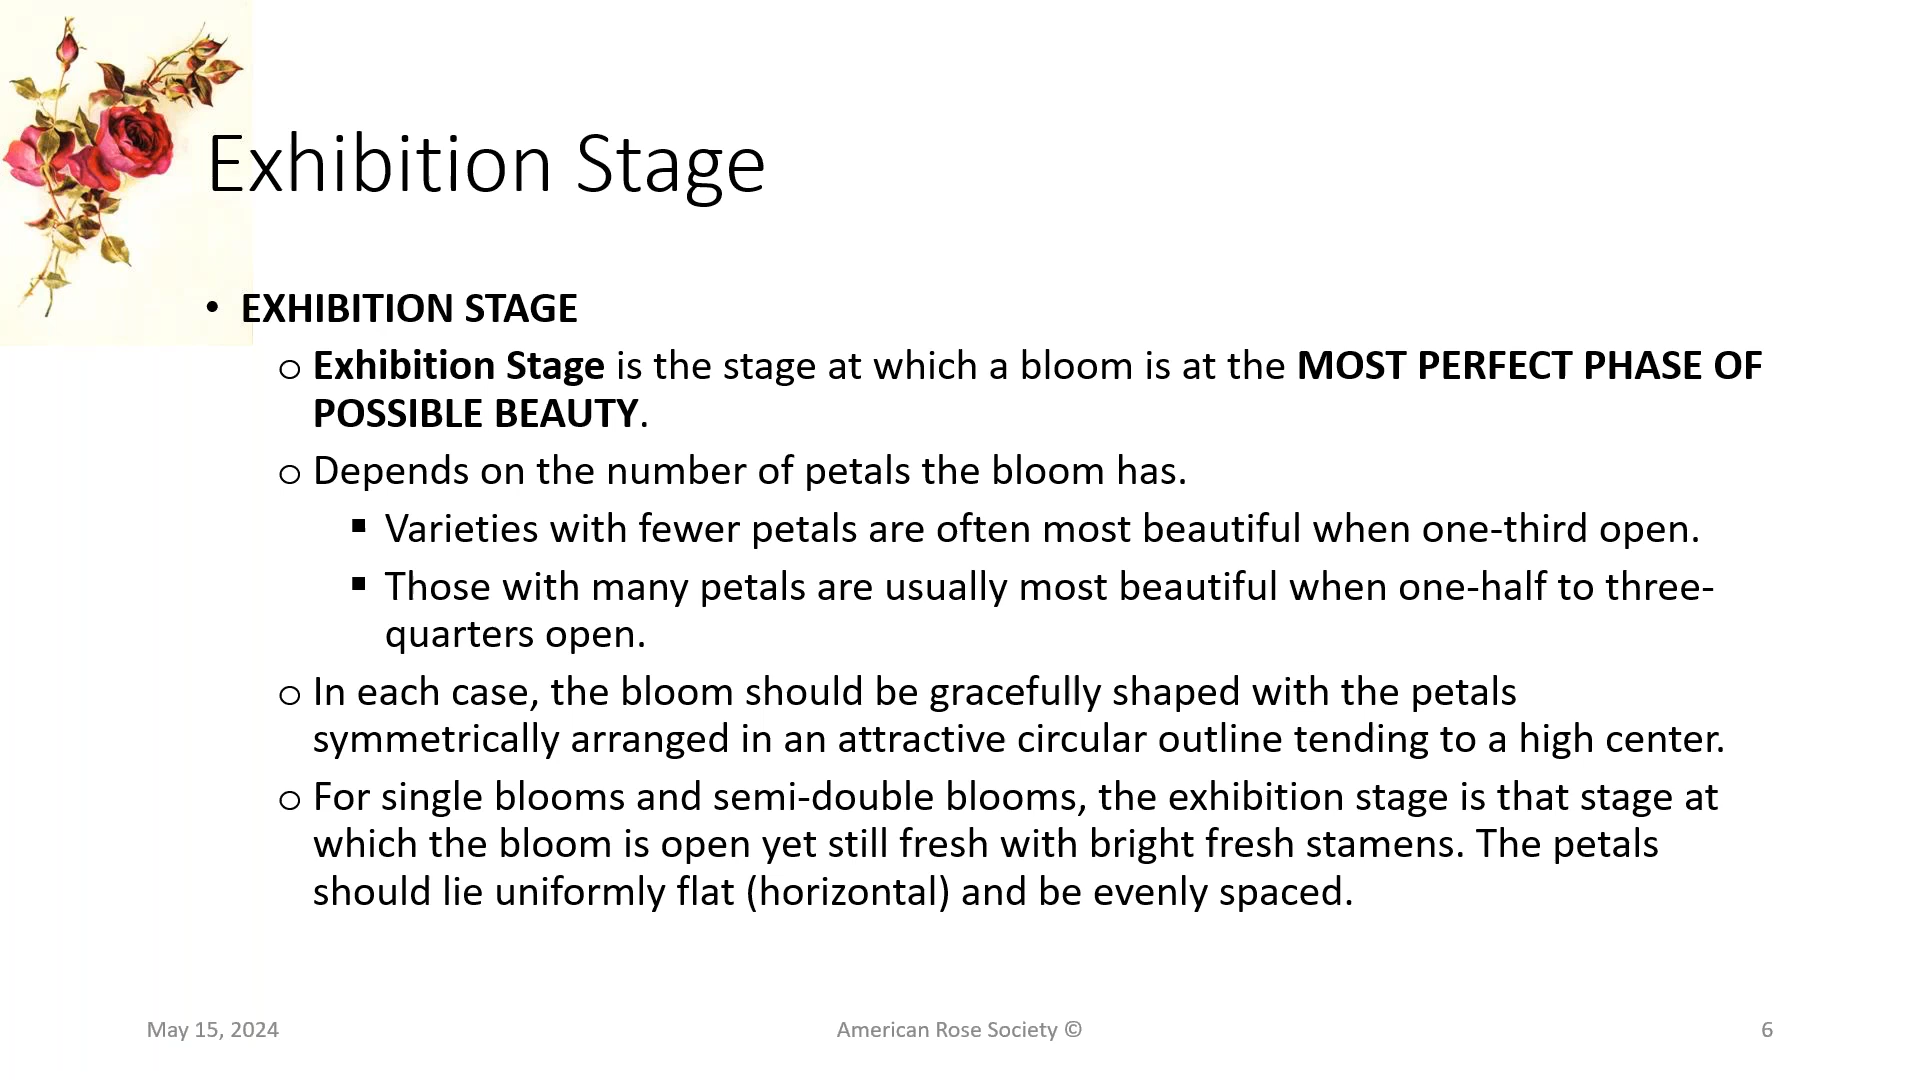 Exhibition Stage
• EXHIBITION STAGE
o Exhibition Stage is the stage at which a bloom is at the MOST PERFECT PHASE OF
POSSIBLE BEAUTY.
o Depends on the number of petals the bloom has.
▪ Varieties with fewer petals are often most beautiful when one-third open.
▪ Those with many petals are usually most beautiful when one-half to three-
quarters open.
o In each case, the bloom should be gracefully shaped with the petals
symmetrically arranged in an attractive circular outline tending to a high center.
o For single blooms and semi-double blooms, the exhibition stage is that stage at
which the bloom is open yet still fresh with bright fresh stamens. The petals
should lie uniformly flat (horizontal) and be evenly spaced.
May 15, 2024
American Rose Society ©
6